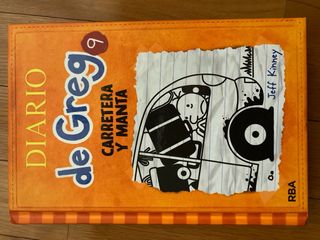 DIARIO
de Greg 9
CARRETERA
Y MANTA
Jeff Kinney
RBA